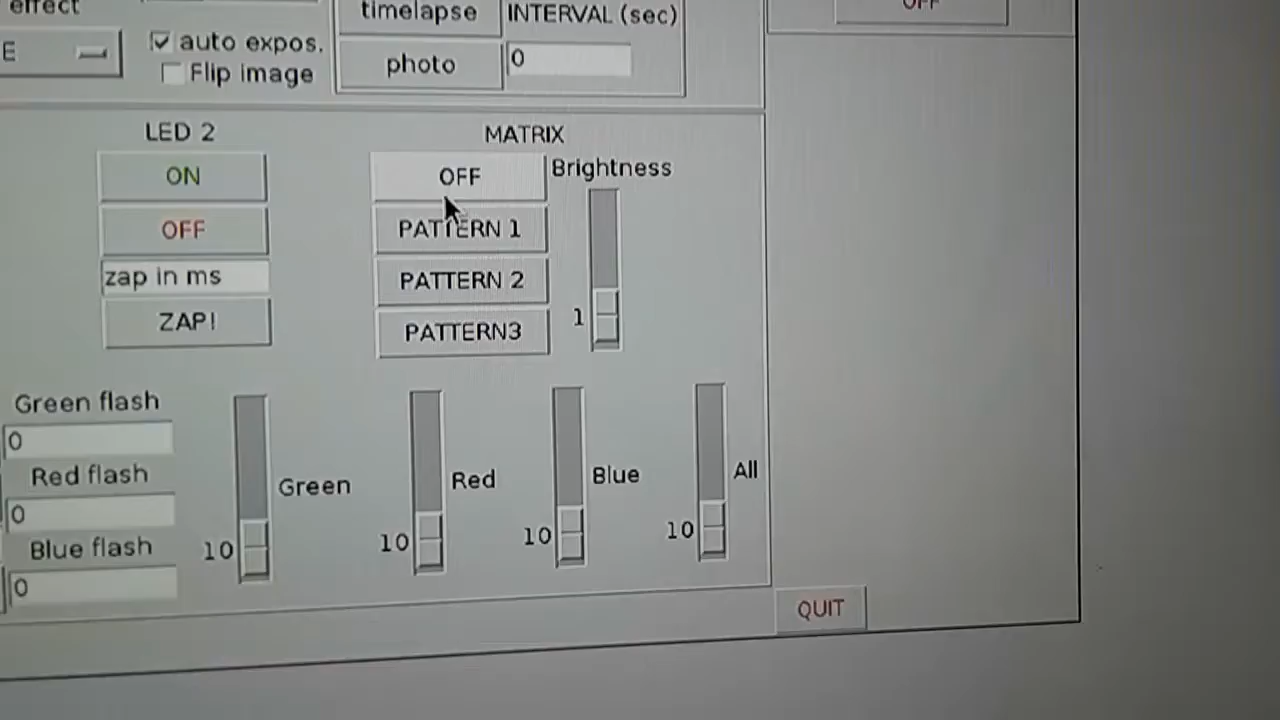 effect
timelapse
INTERVAL (sec)
OFF
E
auto expos.
photo
0
Flip image
LED 2
MATRIX
ON
OFF
Brightness
OFF
PATTERN 1
zap in ms
PATTERN 2
ZAP!
PATTERN3
1
Green flash
0
Red flash
0
Blue flash
0
10
Green
10
Red
10
Blue
10
All
QUIT